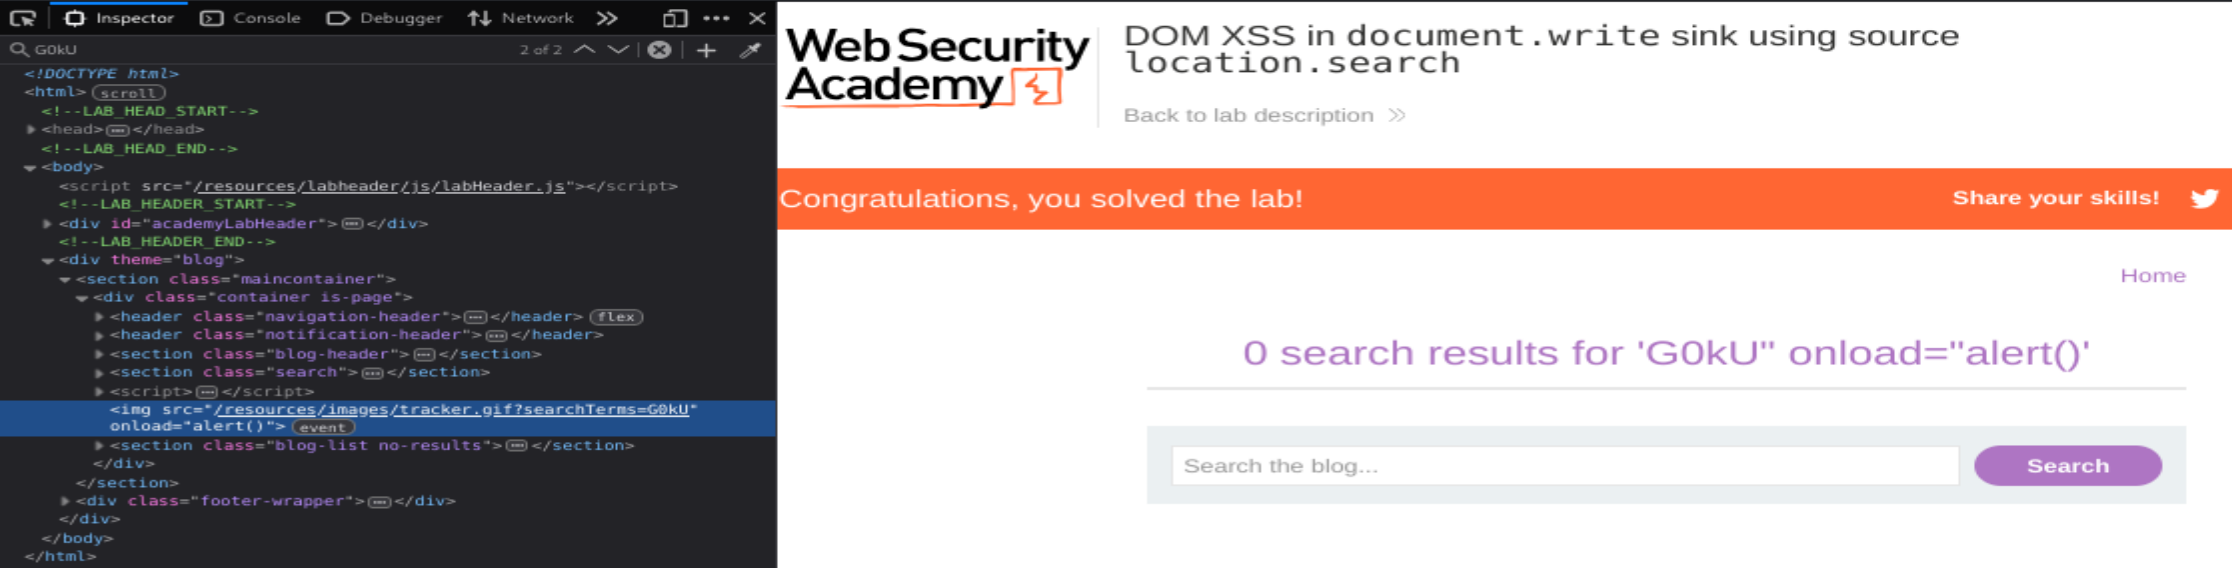 Inspector Console Debugger Network
G0kU 2 of 2
<!DOCTYPE html>
<html> scroll
<!--LAB_HEAD_START-->
<head> ··· </head>
<!--LAB_HEAD_END-->
<body>
<script src="/resources/labheader/js/labHeader.js"></script>
<!--LAB_HEADER_START-->
<div id="academyLabHeader"> ··· </div>
<!--LAB_HEADER_END-->
<div theme="blog">
<section class="maincontainer">
<div class="container is-page">
<header class="navigation-header"> ··· </header> flex
<header class="notification-header"> ··· </header>
<section class="blog-header"> ··· </section>
<section class="search"> ··· </section>
<script> ··· </script>
<img src="/resources/images/tracker.gif?searchTerms=G0kU"
onload="alert()"> event
<section class="blog-list no-results"> ··· </section>
</div>
</section>
<div class="footer-wrapper"> ··· </div>
</div>
</body>
</html>
Web Security
Academy
DOM XSS in document.write sink using source
location.search
Back to lab description
Congratulations, you solved the lab!
Share your skills!
Home
0 search results for 'G0kU" onload="alert()'
Search the blog...
Search